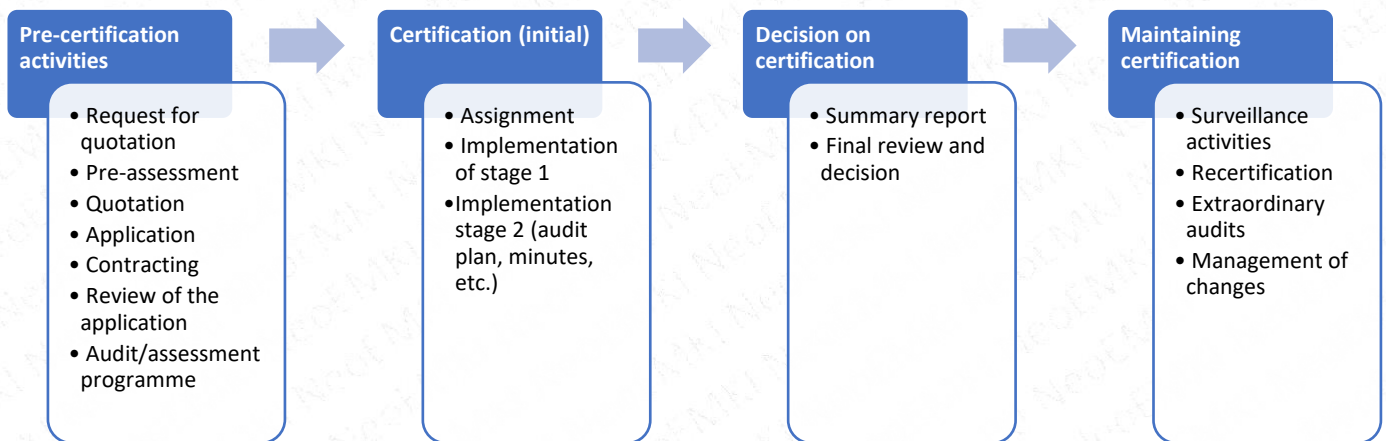 Pre-certification
activities
• Request for
quotation
• Pre-assessment
• Quotation
• Application
• Contracting
• Review of the
application
• Audit/assessment
programme
Certification (initial)
• Assignment
• Implementation
of stage 1
•Implementation
stage 2 (audit
plan, minutes,
etc.)
Decision on
certification
• Summary report
• Final review and
decision
Maintaining
certification
• Surveillance
activities
• Recertification
• Extraordinary
audits
• Management of
changes